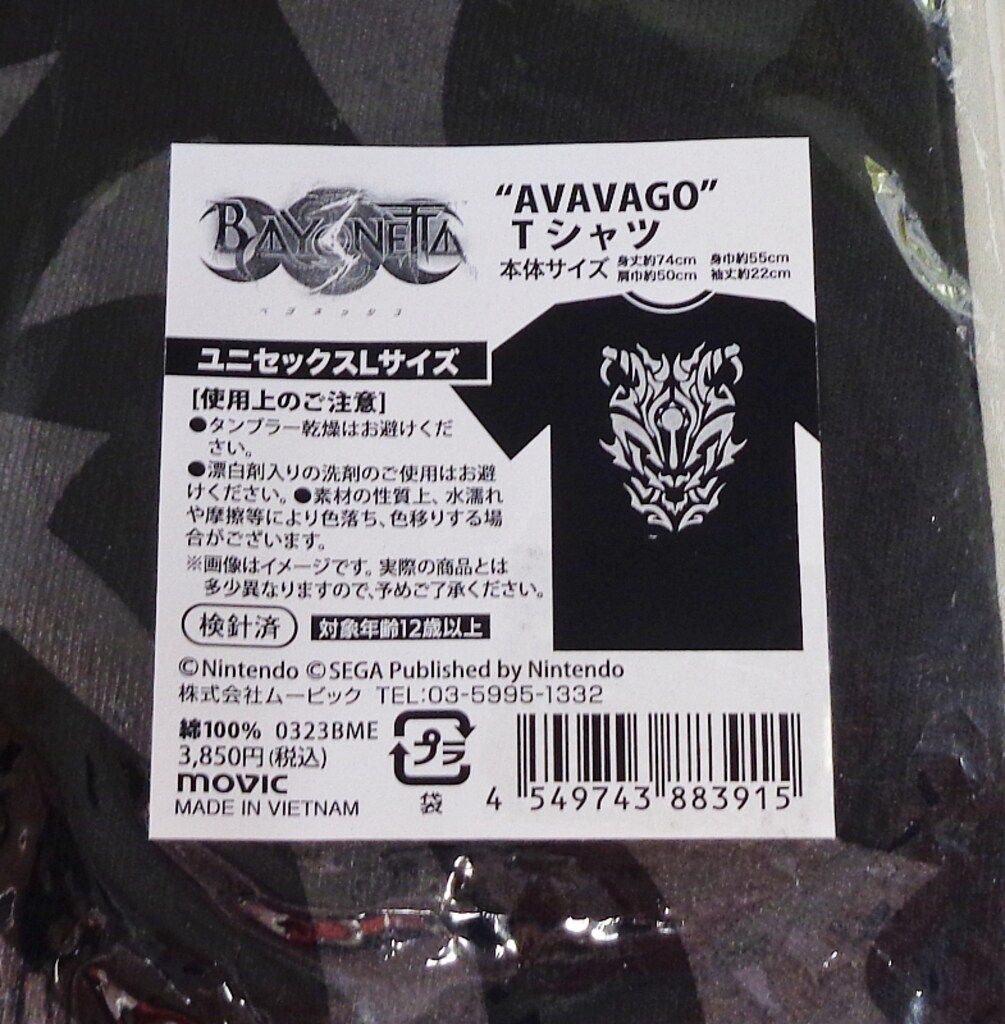 BAYONETTA
ベヨネッタ３
“AVAVAGO”
Tシャツ
本体サイズ 身丈約74cm 身巾約55cm
肩巾約50cm 袖丈約22cm
ユニセックスLサイズ
[使用上のご注意]
●タンブラー乾燥はお避けくだ
さい。
●漂白剤入りの洗剤のご使用はお避
けください。●素材の性質上、水濡れ
や摩擦等により色落ち、色移りする場
合がございます。
※画像はイメージです。実際の商品とは
多少異なりますので、予めご了承ください。
検針済 対象年齢12歳以上
©Nintendo ©SEGA Published by Nintendo
株式会社ムービック TEL:03-5995-1332
綿100% 0323BME
3,850円(税込)
movic
MADE IN VIETNAM
プラ
袋
4 549743 883915